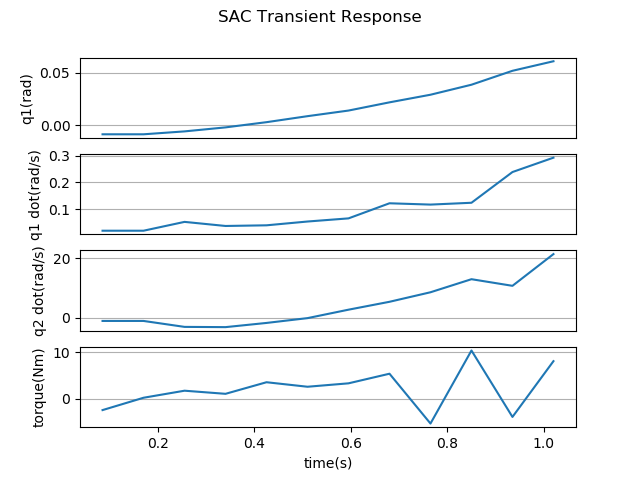 SAC Transient Response
0.05
0.00
q1(rad)
0.3
0.2
0.1
q1 dot(rad/s)
20
0
q2 dot(rad/s)
10
0
torque(Nm)
0.2 0.4 0.6 0.8 1.0
time(s)